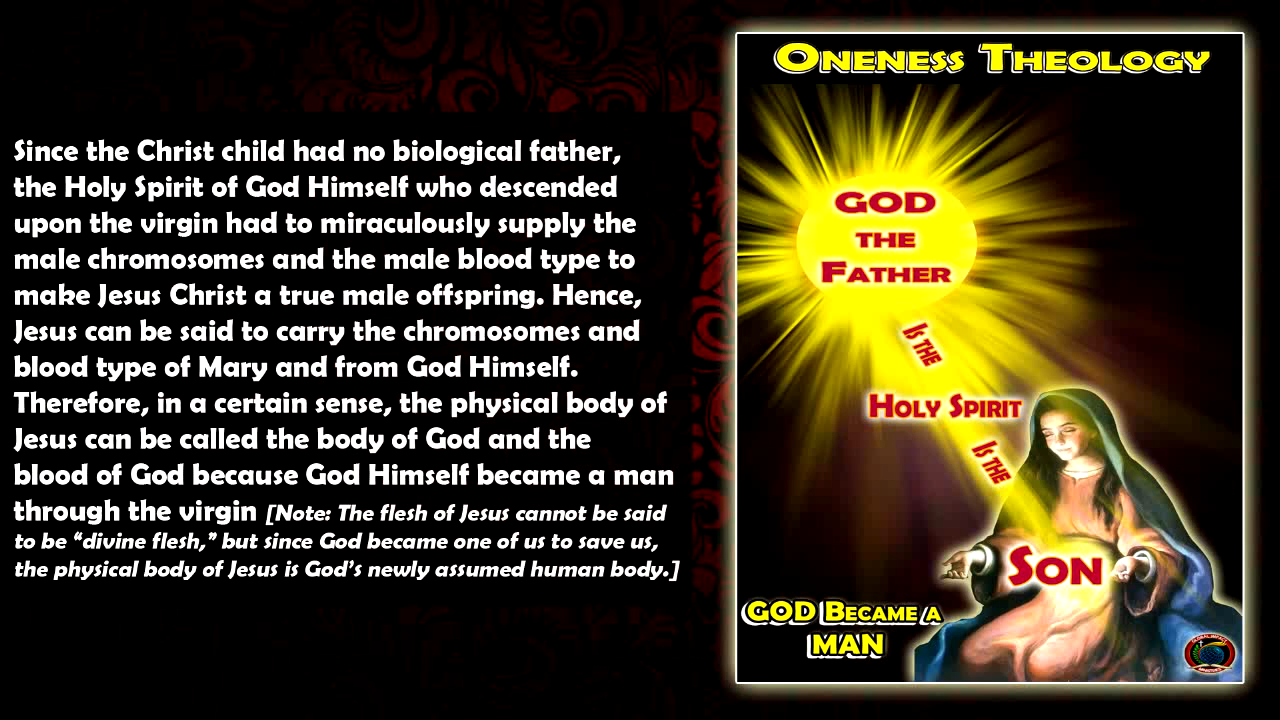 Since the Christ child had no biological father,
the Holy Spirit of God Himself who descended
upon the virgin had to miraculously supply the
male chromosomes and the male blood type to
make Jesus Christ a true male offspring. Hence,
Jesus can be said to carry the chromosomes and
blood type of Mary and from God Himself.
Therefore, in a certain sense, the physical body of
Jesus can be called the body of God and the
blood of God because God Himself became a man
through the virgin [Note: The flesh of Jesus cannot be said
to be “divine flesh,” but since God became one of us to save us,
the physical body of Jesus is God’s newly assumed human body.]
ONENESS THEOLOGY
GOD
THE
FATHER
IS THE
HOLY SPIRIT
IS THE
SON
GOD BECAME A
MAN
GLOBAL IMPACT
MINISTRIES